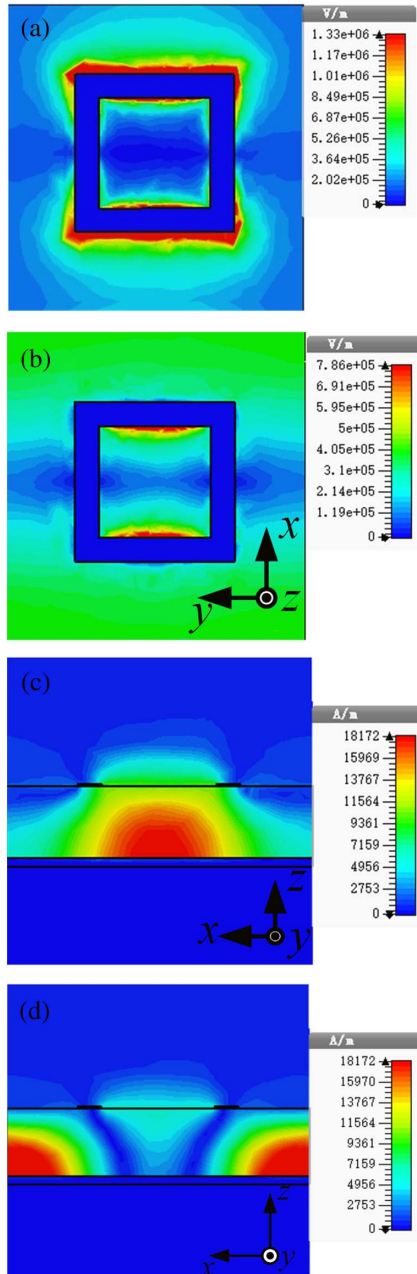 (a)
V/m
1.33e+06
1.17e+06
1.01e+06
8.49e+05
6.87e+05
5.26e+05
3.64e+05
2.02e+05
0
(b)
V/m
7.86e+05
6.91e+05
5.95e+05
5e+05
4.05e+05
3.1e+05
2.14e+05
1.19e+05
0
x
y
z
(c)
A/m
18172
15969
13767
11564
9361
7159
4956
2753
0
z
x
y
(d)
A/m
18172
15970
13767
11564
9361
7159
4956
2753
0
z
x
y